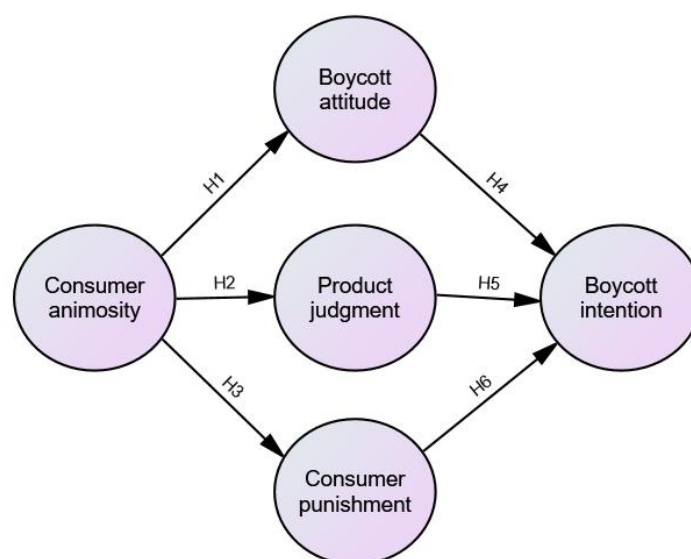 Boycott
attitude
H1
H4
Consumer
animosity
H2
Product
judgment
H5
Boycott
intention
H3
H6
Consumer
punishment